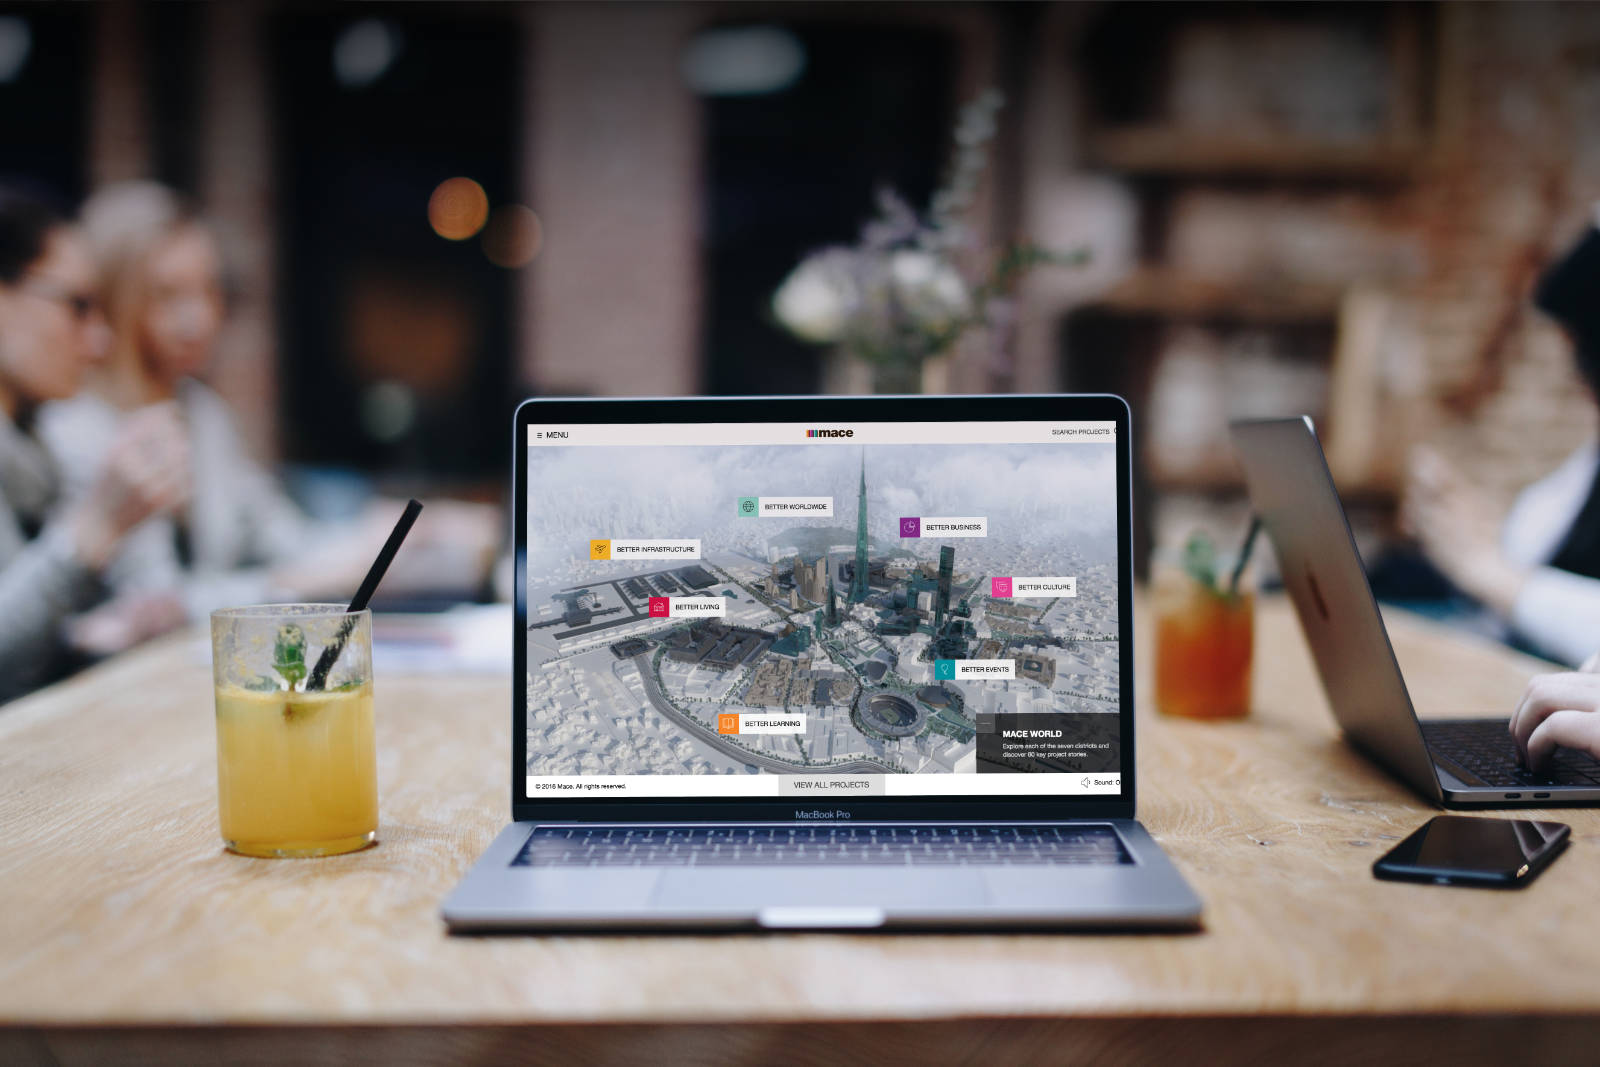 MENU
mace
SEARCH PROJECTS
BETTER WORLDWIDE
BETTER BUSINESS
BETTER INFRASTRUCTURE
BETTER CULTURE
BETTER LIVING
BETTER EVENTS
BETTER LEARNING
MACE WORLD
Explore each of the seven districts and
discover 60 key project stories.
© 2016 Mace. All rights reserved.
VIEW ALL PROJECTS
Sound: O
MacBook Pro